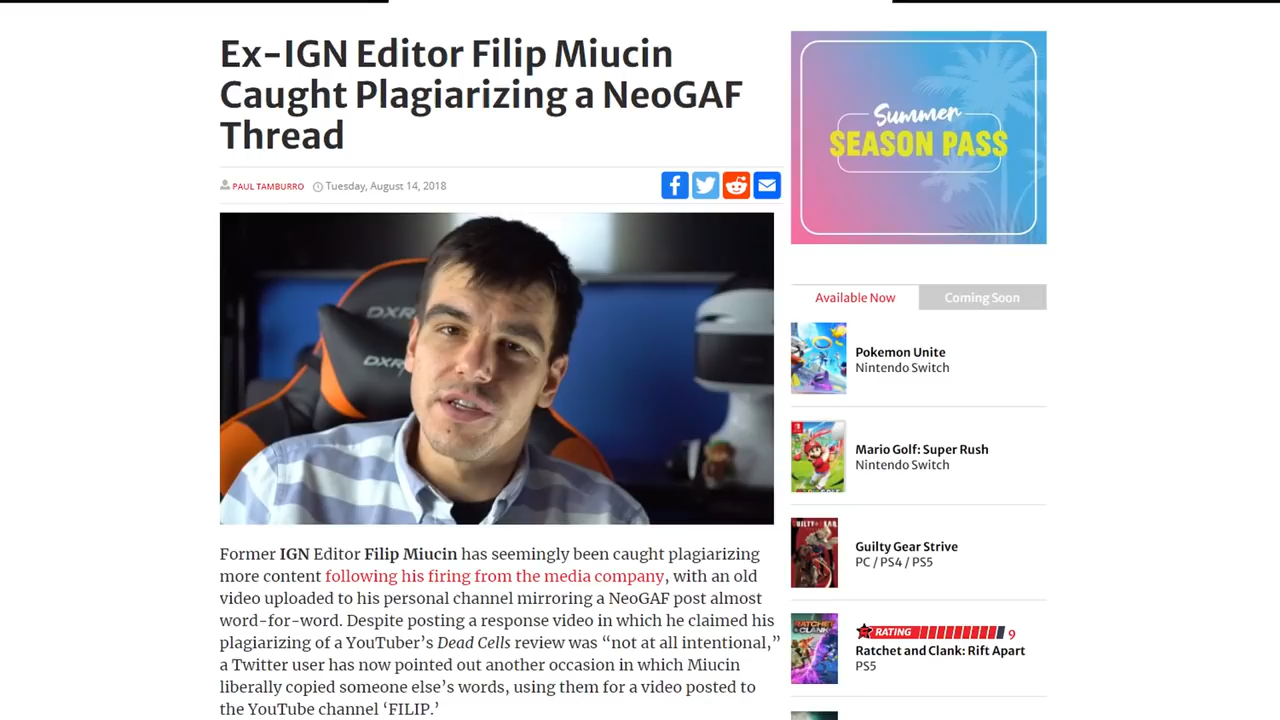 Ex-IGN Editor Filip Miucin
Caught Plagiarizing a NeoGAF
Thread
PAUL TAMBURRO Tuesday, August 14, 2018
DXR
DXR
Former IGN Editor Filip Miucin has seemingly been caught plagiarizing
more content following his firing from the media company, with an old
video uploaded to his personal channel mirroring a NeoGAF post almost
word-for-word. Despite posting a response video in which he claimed his
plagiarizing of a YouTuber’s Dead Cells review was “not at all intentional,”
a Twitter user has now pointed out another occasion in which Miucin
liberally copied someone else’s words, using them for a video posted to
the YouTube channel ‘FILIP.’
Summer
SEASON PASS
Available Now
Coming Soon
Pokemon Unite
Nintendo Switch
Mario Golf: Super Rush
Nintendo Switch
Guilty Gear Strive
PC / PS4 / PS5
RATING 9
Ratchet and Clank: Rift Apart
PS5